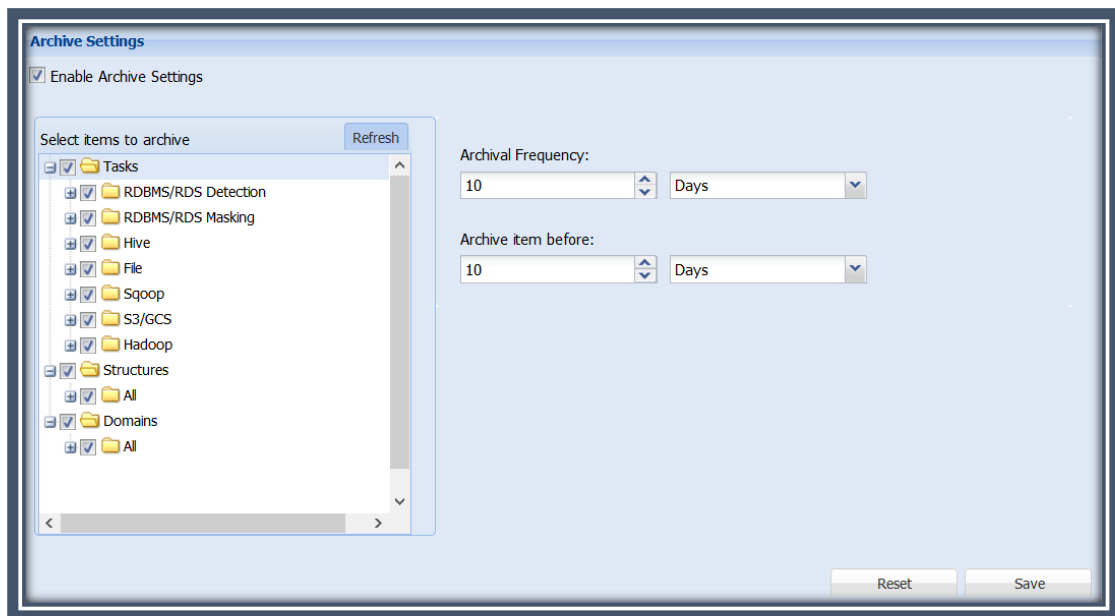 Archive Settings
Enable Archive Settings
Select items to archive
Refresh
Tasks
RDBMS/RDS Detection
RDBMS/RDS Masking
Hive
File
Sqoop
S3/GCS
Hadoop
Structures
All
Domains
All
Archival Frequency:
10 Days
Archive item before:
10 Days
Reset Save